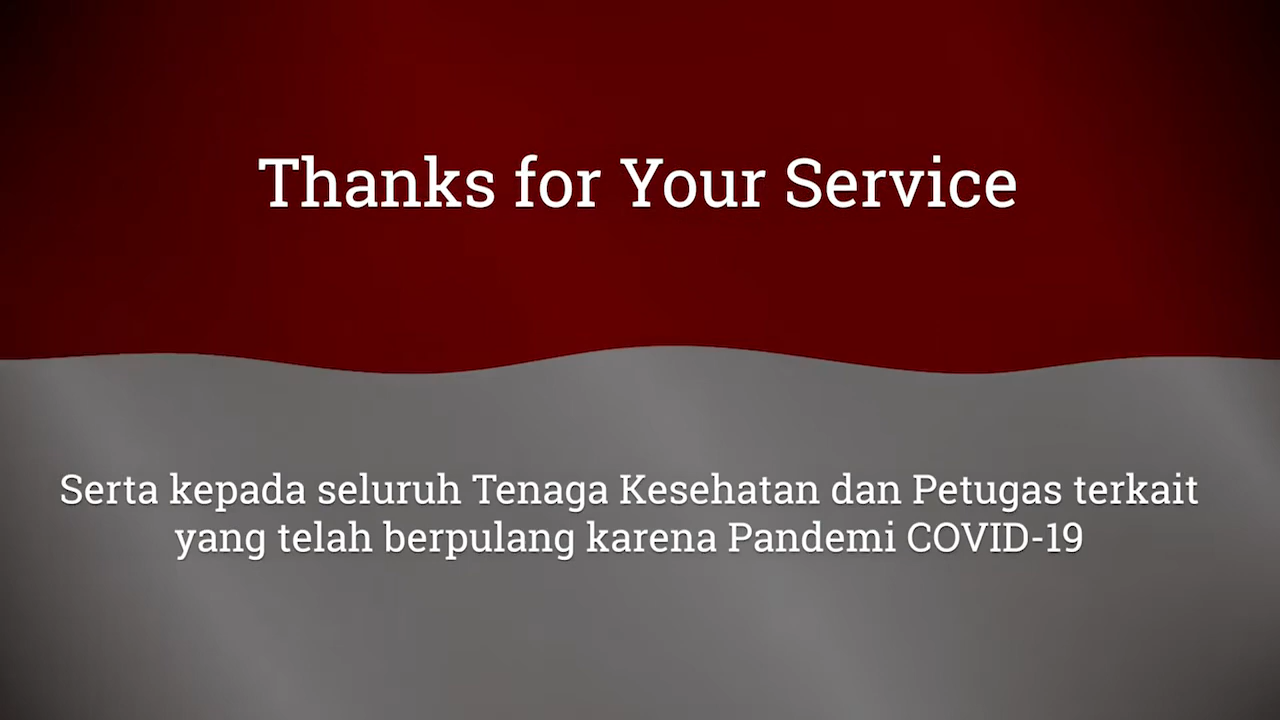 Thanks for Your Service
Serta kepada seluruh Tenaga Kesehatan dan Petugas terkait
yang telah berpulang karena Pandemi COVID-19